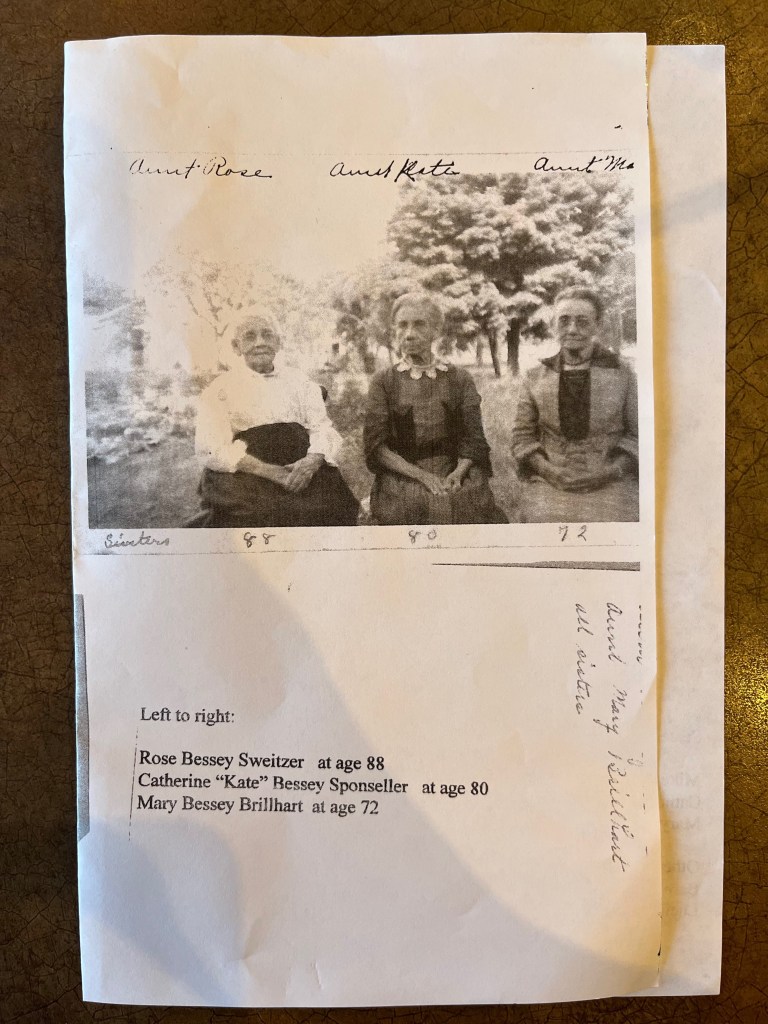 Aunt Rose Aunt Kate Aunt Ma
Sisters 88 80 72
Aunt Mary Brillhart
all sisters
Left to right:
Rose Bessey Sweitzer at age 88
Catherine “Kate” Bessey Sponseller at age 80
Mary Bessey Brillhart at age 72